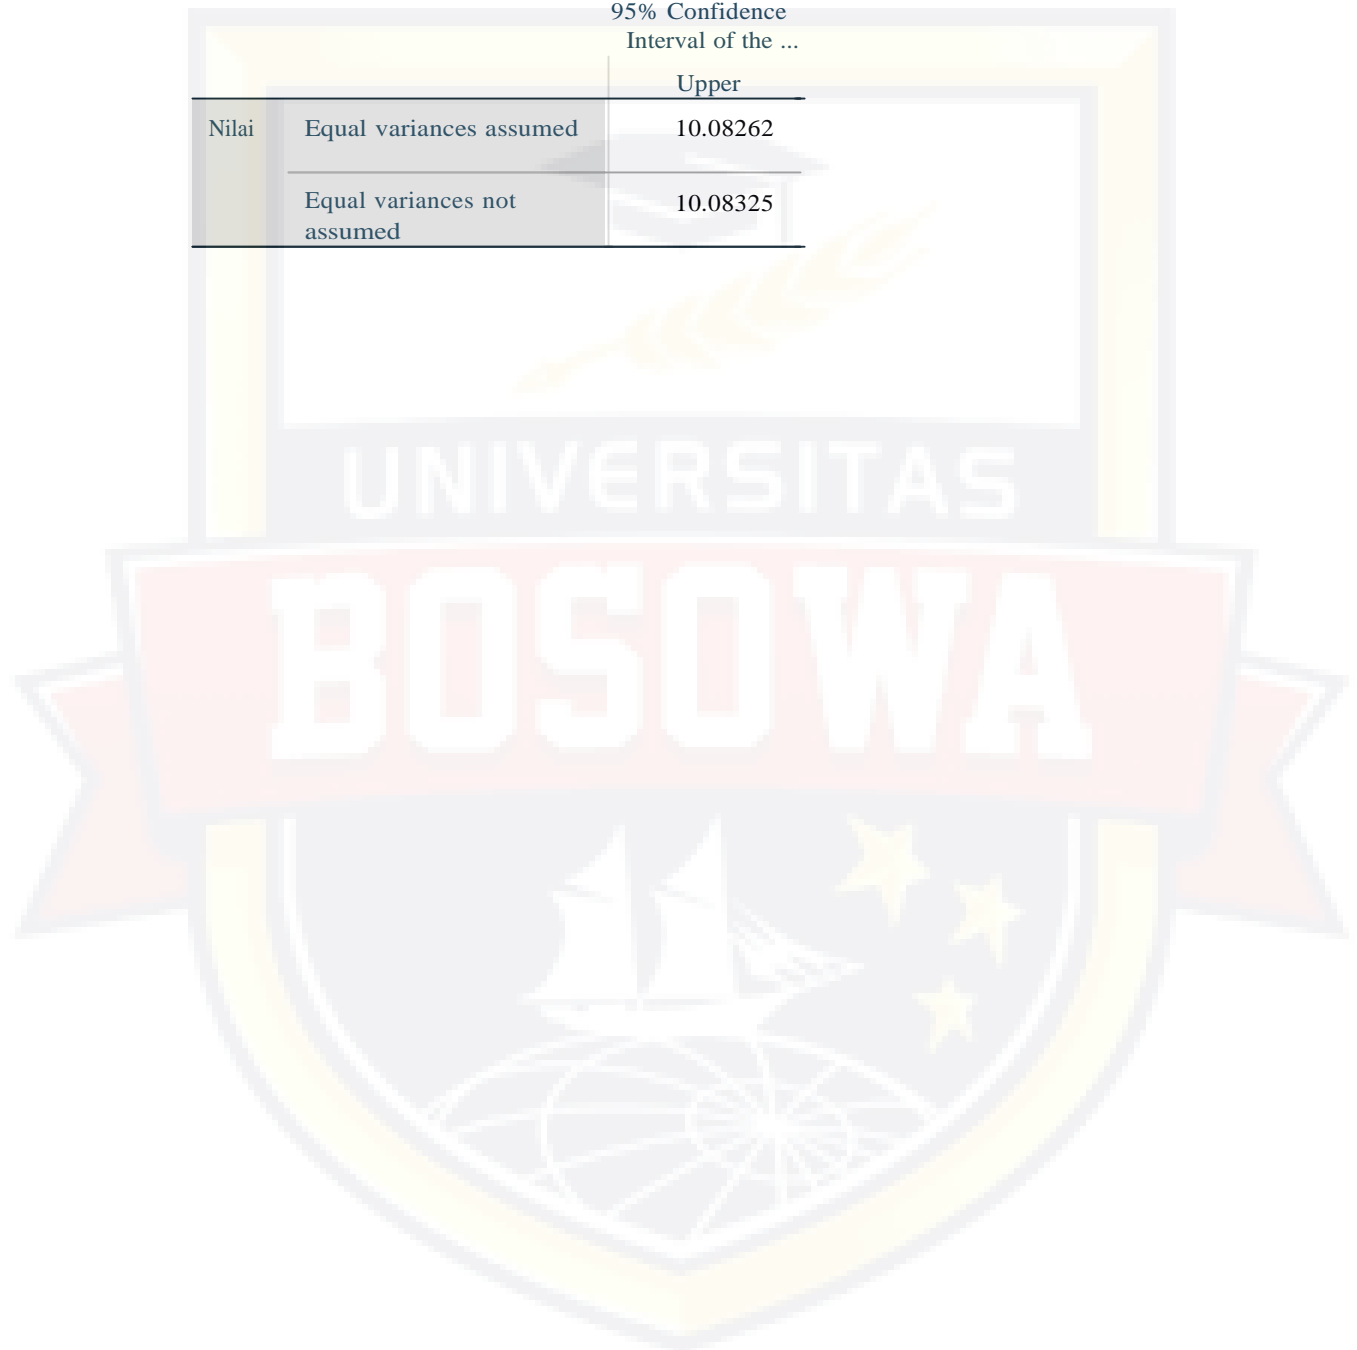 95% Confidence
Interval of the ...
Upper
Nilai Equal variances assumed 10.08262
Equal variances not 10.08325
assumed
UNIVERSITAS
BOSOWA